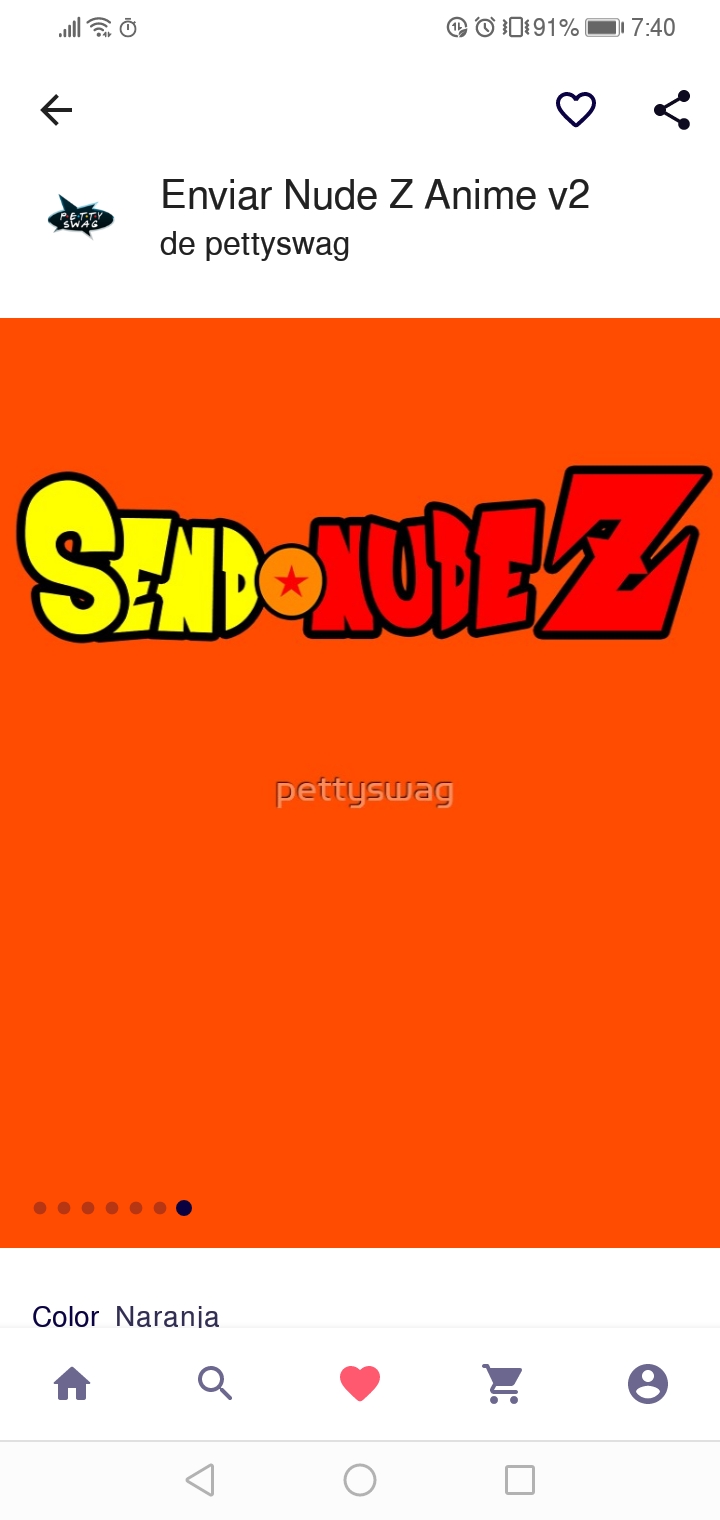 91% 7:40
PETTY
SWAG
Enviar Nude Z Anime v2
de pettyswag
SEND NUDE Z
pettyswag
Color Naranja